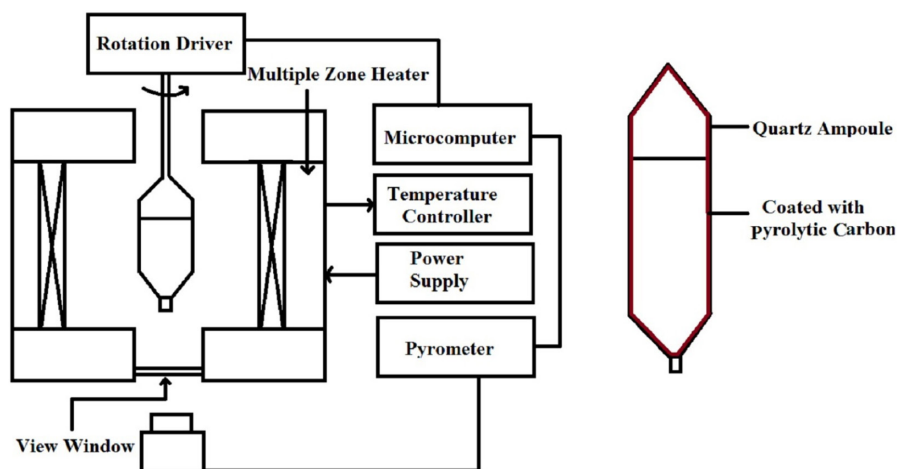 Rotation Driver
Multiple Zone Heater
Microcomputer
Temperature
Controller
Power
Supply
Pyrometer
View Window
Quartz Ampoule
Coated with
Pyrolytic Carbon